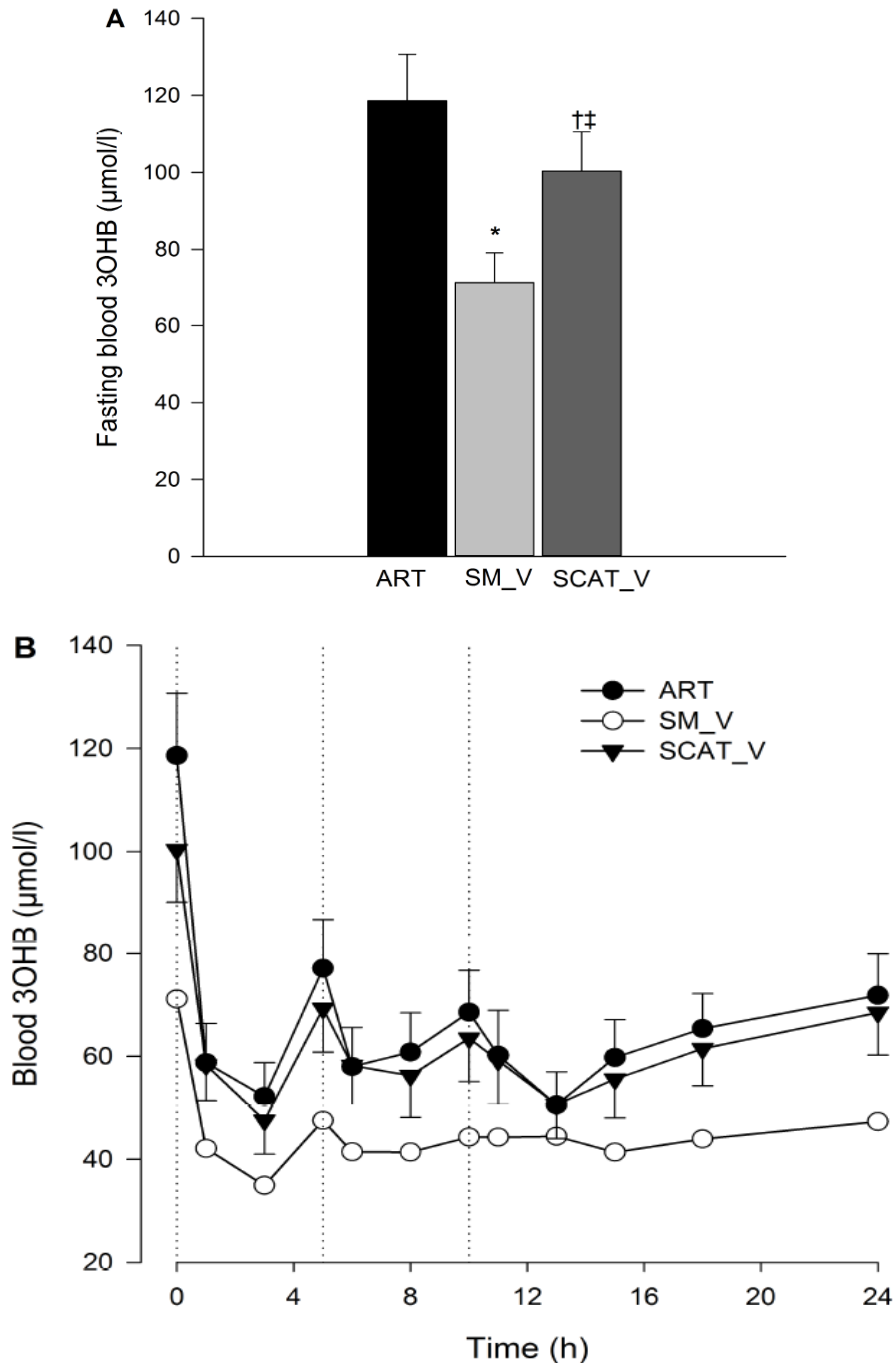 A
140
120
100
80
60
40
20
0
Fasting blood 3OHB (µmol/l)
*
†‡
ART SM_V SCAT_V
B
140
120
100
80
60
40
20
Blood 3OHB (µmol/l)
ART
SM_V
SCAT_V
0 4 8 12 16 20 24
Time (h)